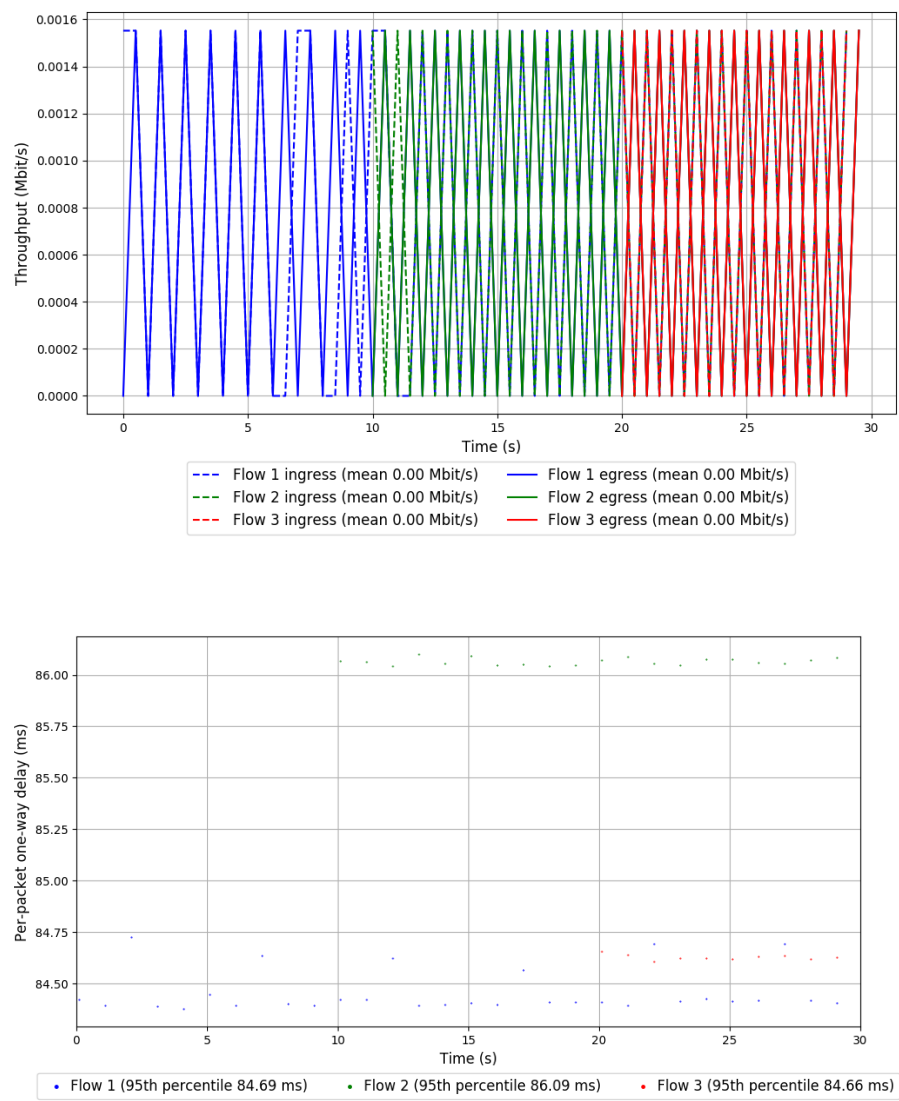 0.0016
0.0014
0.0012
0.0010
0.0008
0.0006
0.0004
0.0002
0.0000
Throughput (Mbit/s)
0 5 10 15 20 25 30
Time (s)
Flow 1 ingress (mean 0.00 Mbit/s) Flow 1 egress (mean 0.00 Mbit/s)
Flow 2 ingress (mean 0.00 Mbit/s) Flow 2 egress (mean 0.00 Mbit/s)
Flow 3 ingress (mean 0.00 Mbit/s) Flow 3 egress (mean 0.00 Mbit/s)
86.00
85.75
85.50
85.25
85.00
84.75
84.50
Per-packet one-way delay (ms)
0 5 10 15 20 25 30
Time (s)
Flow 1 (95th percentile 84.69 ms) Flow 2 (95th percentile 86.09 ms) Flow 3 (95th percentile 84.66 ms)